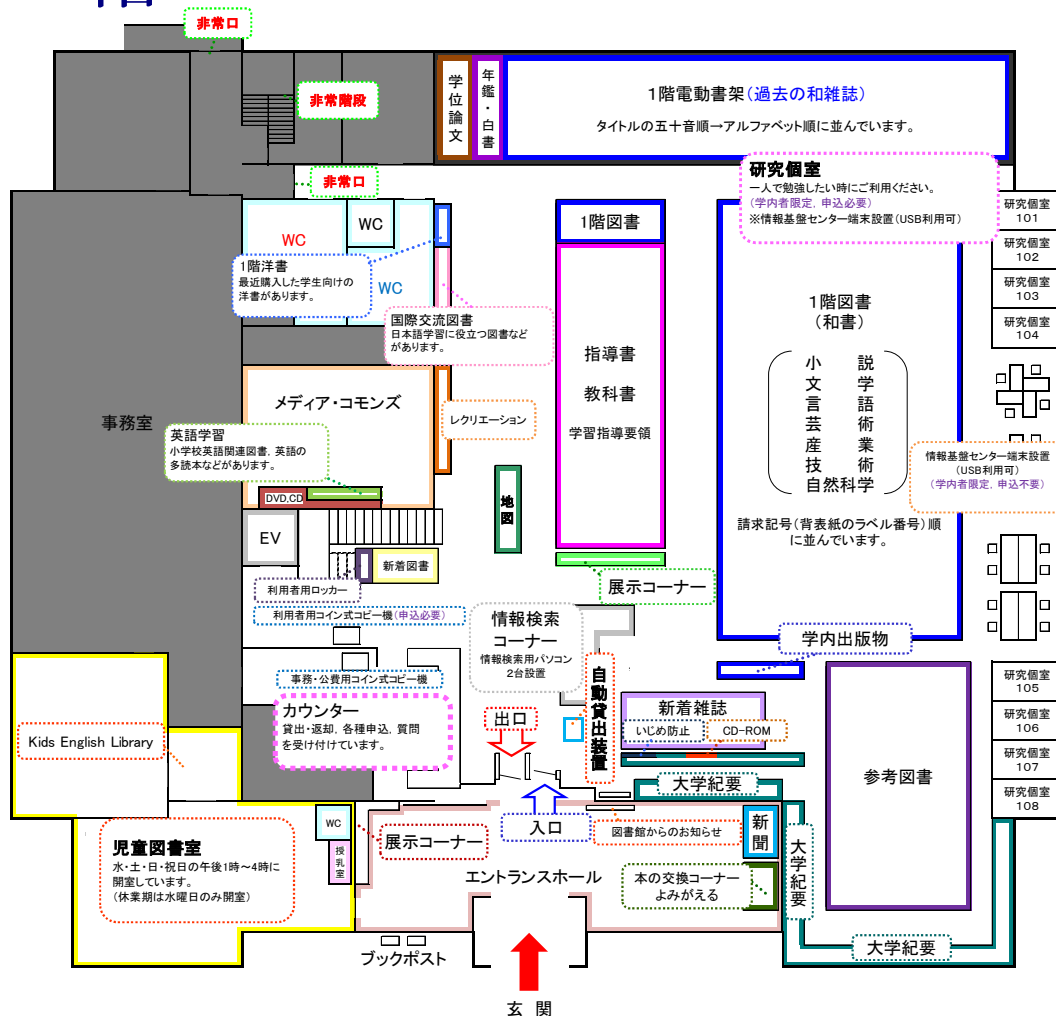 非常口
非常階段
非常口
学位論文
年鑑・白書
1階電動書架(過去の和雑誌)
タイトルの五十音順→アルファベット順に並んでいます。
研究個室
一人で勉強したい時にご利用ください。
(学内者限定, 申込必要)
※情報基盤センター端末設置(USB利用可)
研究個室
101
研究個室
102
研究個室
103
研究個室
104
WC
WC
WC
1階洋書
最近購入した学生向けの
洋書があります。
国際交流図書
日本語学習に役立つ図書など
があります。
1階図書
指導書
教科書
学習指導要領
1階図書
(和書)
小説
文学
言語
芸術
産業
技術
自然科学
請求記号(背表紙のラベル番号)順
に並んでいます。
事務室
メディア・コモンズ
レクリエーション
英語学習
小学校英語関連図書, 英語の
多読本などがあります。
DVD,CD
地図
情報基盤センター端末設置
(USB利用可)
(学内者限定, 申込不要)
EV
新着図書
利用者用ロッカー
利用者用コイン式コピー機(申込必要)
展示コーナー
情報検索
コーナー
情報検索用パソコン
2台設置
学内出版物
事務・公費用コイン式コピー機
カウンター
貸出・返却, 各種申込, 質問
を受け付けています。
出口
自動貸出装置
新着雑誌
いじめ防止
CD-ROM
大学紀要
参考図書
研究個室
105
研究個室
106
研究個室
107
研究個室
108
Kids English Library
児童図書室
水・土・日・祝日の午後1時～4時に
開室しています。
(休業期は水曜日のみ開室)
WC
授乳室
展示コーナー
入口
図書館からのお知らせ
新聞
エントランスホール
本の交換コーナー
よみがえる
大学紀要
大学紀要
ブックポスト
玄 関